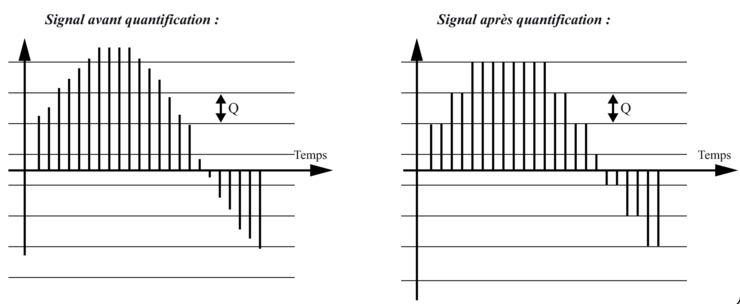 Signal avant quantification :
Signal après quantification :
Q
Temps
Q
Temps